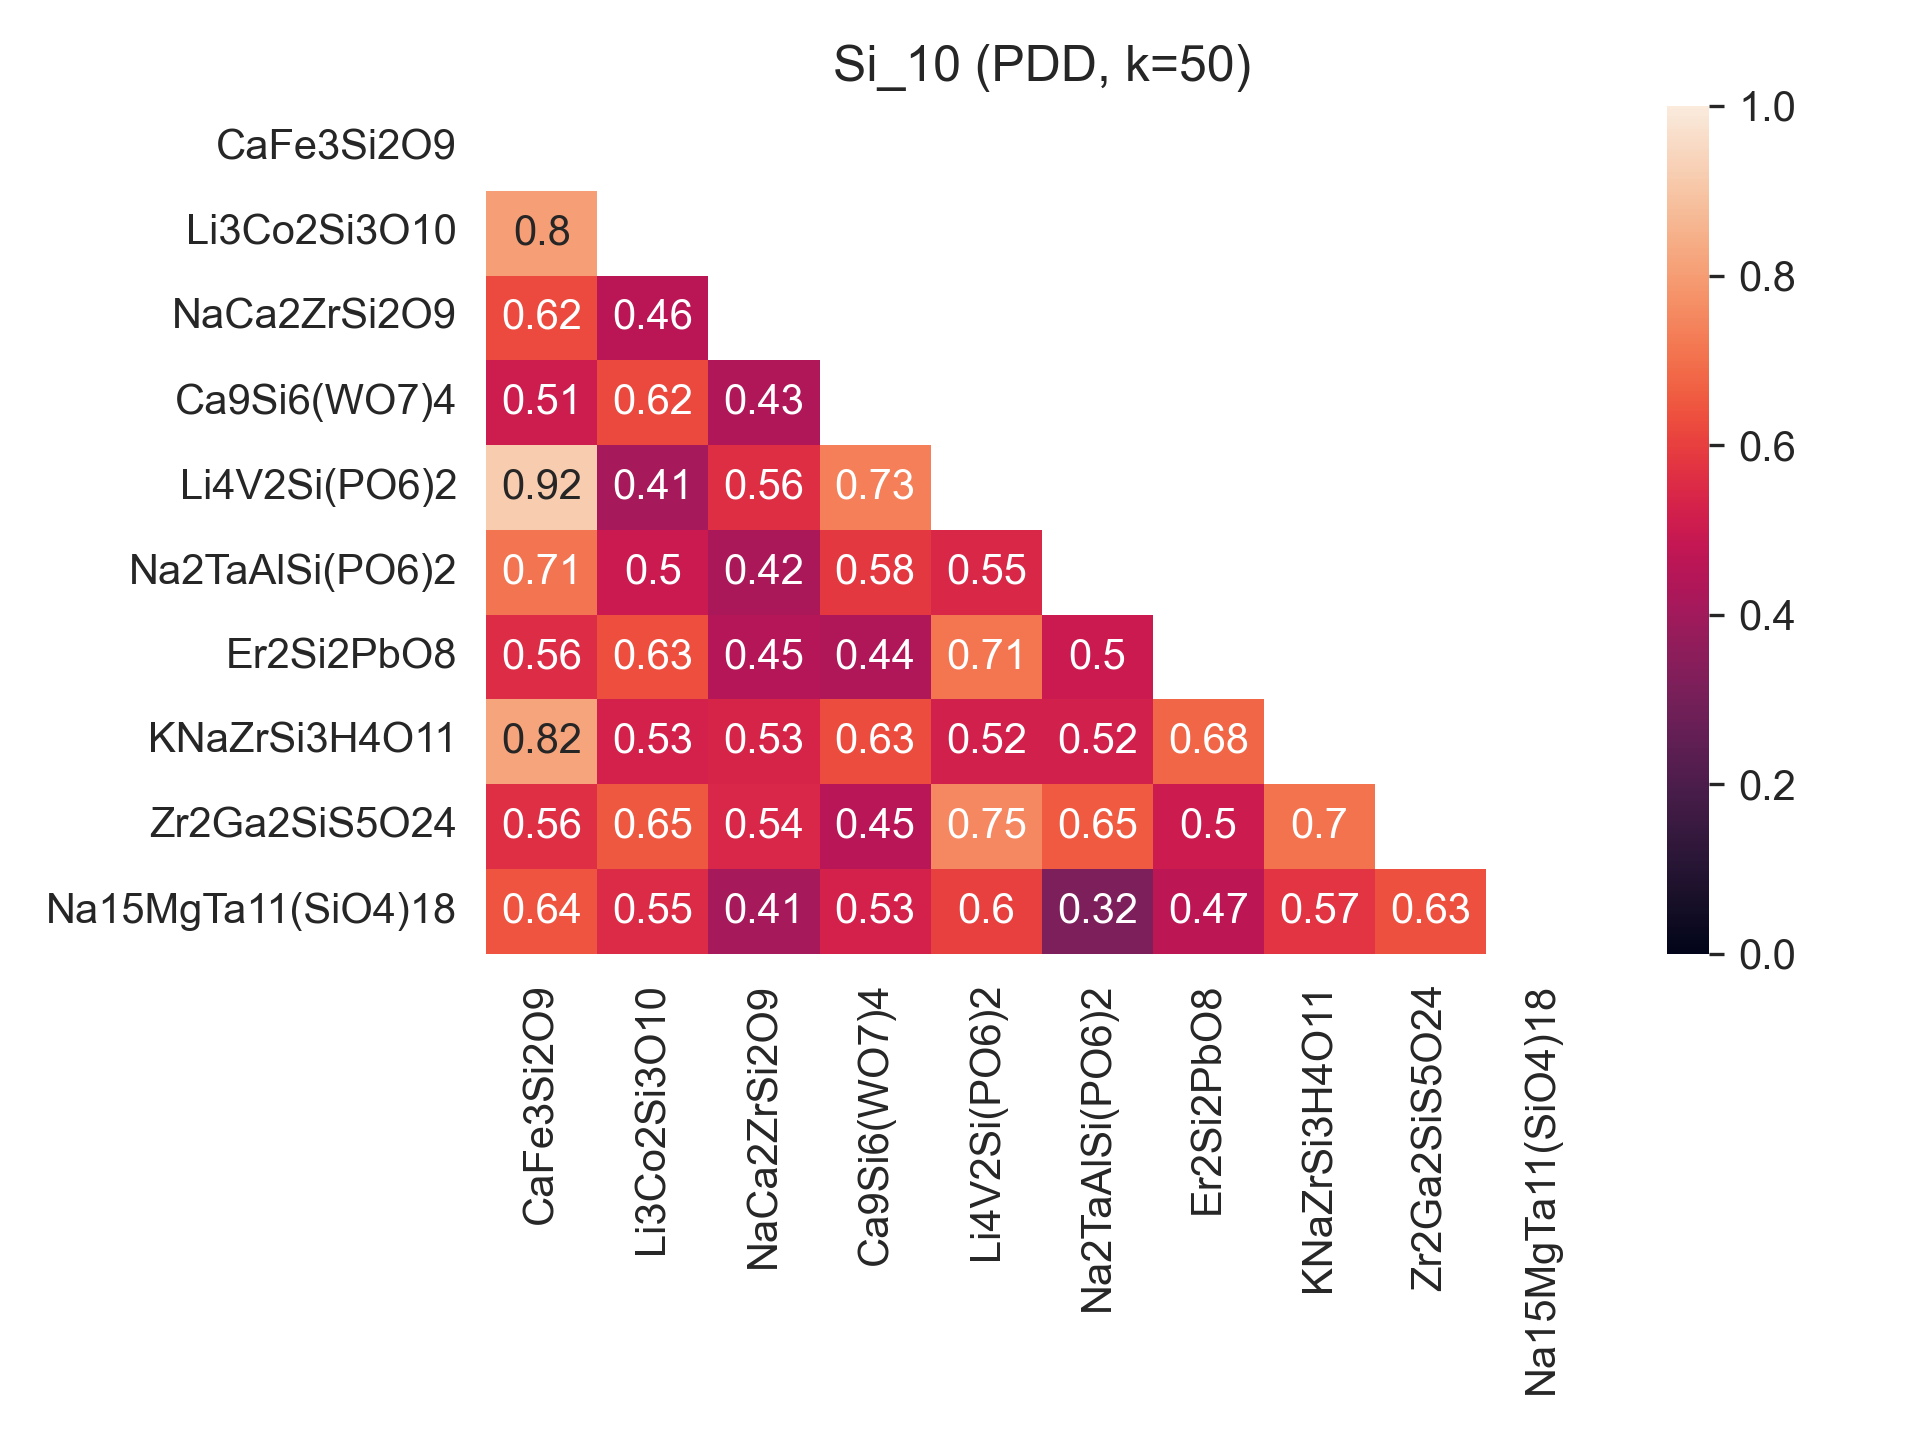 Si_10 (PDD, k=50)
CaFe3Si2O9
Li3Co2Si3O10 0.8
NaCa2ZrSi2O9 0.62 0.46
Ca9Si6(WO7)4 0.51 0.62 0.43
Li4V2Si(PO6)2 0.92 0.41 0.56 0.73
Na2TaAlSi(PO6)2 0.71 0.5 0.42 0.58 0.55
Er2Si2PbO8 0.56 0.63 0.45 0.44 0.71 0.5
KNaZrSi3H4O11 0.82 0.53 0.53 0.63 0.52 0.52 0.68
Zr2Ga2SiS5O24 0.56 0.65 0.54 0.45 0.75 0.65 0.5 0.7
Na15MgTa11(SiO4)18 0.64 0.55 0.41 0.53 0.6 0.32 0.47 0.57 0.63
CaFe3Si2O9
Li3Co2Si3O10
NaCa2ZrSi2O9
Ca9Si6(WO7)4
Li4V2Si(PO6)2
Na2TaAlSi(PO6)2
Er2Si2PbO8
KNaZrSi3H4O11
Zr2Ga2SiS5O24
Na15MgTa11(SiO4)18
1.0
0.8
0.6
0.4
0.2
0.0